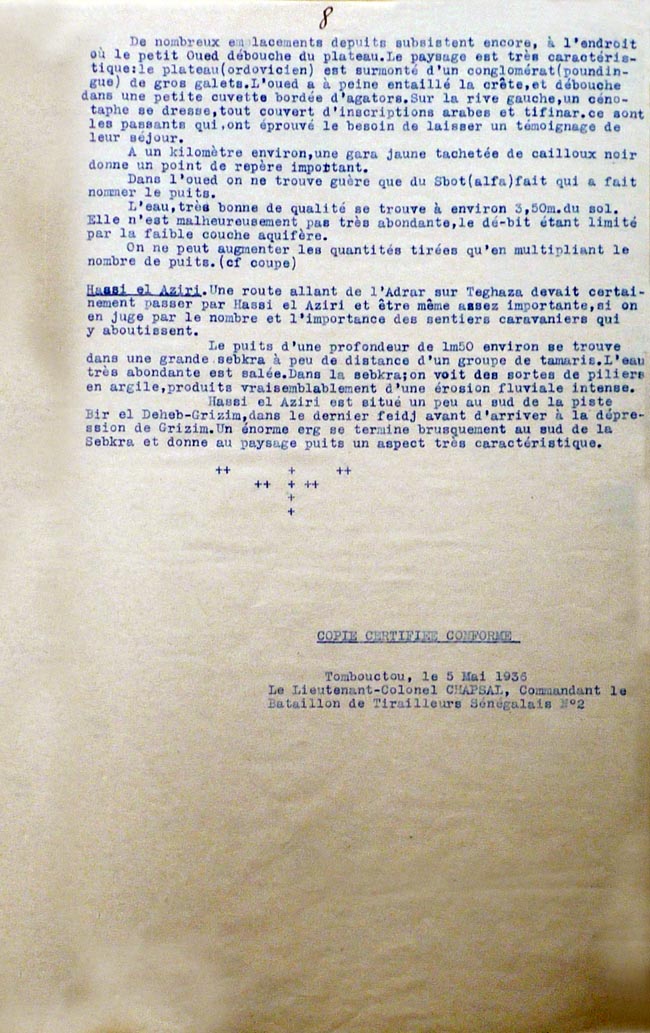 8
De nombreux emplacements depuits subsistent encore, à l'endroit
où le petit Oued débouche du plateau.Le paysage est très caractéris-
tique:le plateau(ordovicien) est surmonté d'un conglomérat(poundin-
gue) de gros galets.L'oued a à peine entaillé la crête,et débouche
dans une petite cuvette bordée d'agators.Sur la rive gauche,un céno-
taphe se dresse,tout couvert d'inscriptions arabes et tifinar.ce sont
les passants qui,ont éprouvé le besoin de laisser un témoignage de
leur séjour.
A un kilomètre environ,une gara jaune tachetée de cailloux noir
donne un point de repère important.
Dans l'oued on ne trouve guère que du Sbot(alfa)fait qui a fait
nommer le puits.
L'eau,très bonne de qualité se trouve à environ 3,50m.du sol.
Elle n'est malheureusement pas très abondante,le dé-bit étant limité
par la faible couche aquifère.
On ne peut augmenter les quantités tirées qu'en multipliant le
nombre de puits.(cf coupe)
Hassi el Aziri.Une route allant de l'Adrar sur Teghaza devait certai-
nement passer par Hassi el Aziri et être même assez importante,si on
en juge par le nombre et l'importance des sentiers caravaniers qui
y aboutissent.
Le puits d'une profondeur de 1m50 environ se trouve
dans une grande sebkra à peu de distance d'un groupe de tamaris.L'eau
très abondante est salée.Dans la sebkra;on voit des sortes de piliers
en argile,produits vraisemblablement d'une érosion fluviale intense.
Hassi el Aziri est situé un peu au sud de la piste
Bir el Deheb-Grizim,dans le dernier feidj avant d'arriver à la dépre-
ssion de Grizim.Un énorme erg se termine brusquement au sud de la
Sebkra et donne au paysage puits un aspect très caractéristique.
++ + ++
++ + ++
+
+
COPIE CERTIFIEE CONFORME
Tombouctou, le 5 Mai 1936
Le Lieutenant-Colonel CHAPSAL, Commandant le
Bataillon de Tirailleurs Sénégalais N°2